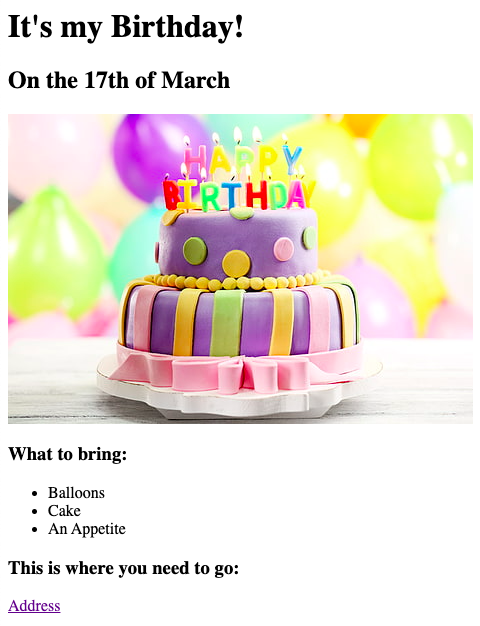 It's my Birthday!
On the 17th of March
HAPPY
BIRTHDAY
What to bring:
Balloons
Cake
An Appetite
This is where you need to go:
Address